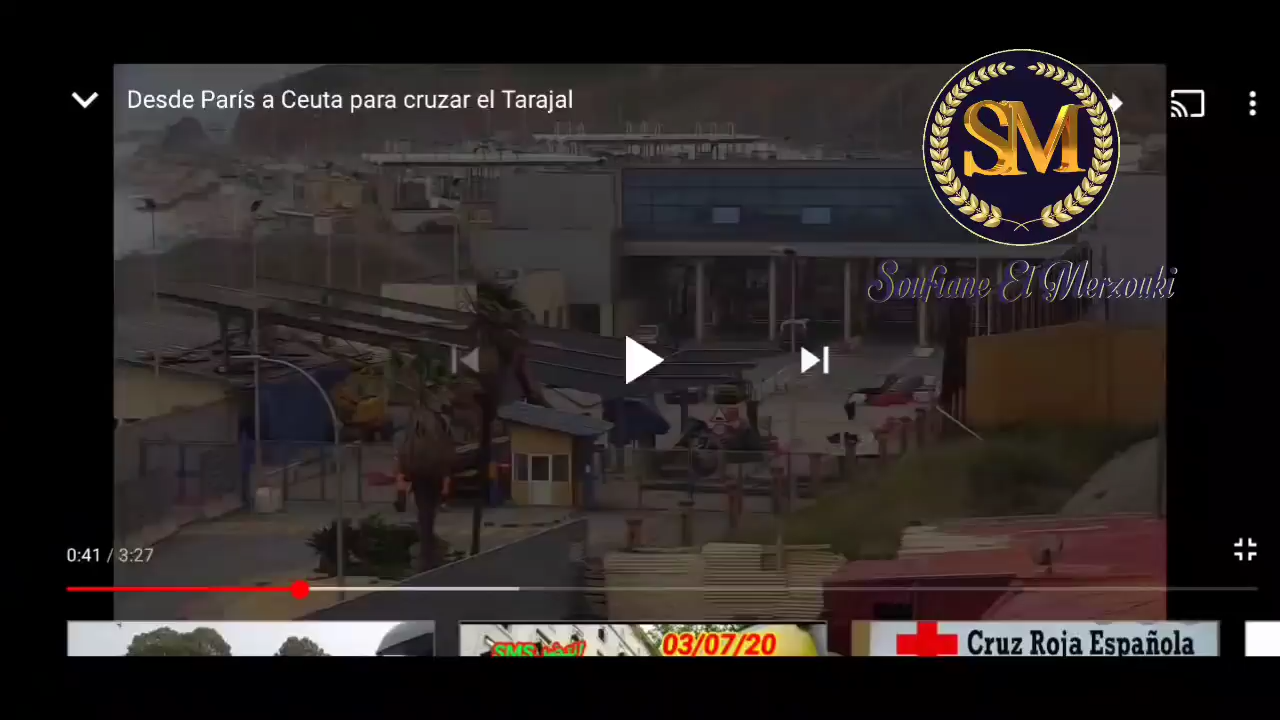 Desde París a Ceuta para cruzar el Tarajal
SM
Soufiane El Merzouki
0:41 / 3:27
03/07/20
Cruz Roja Española